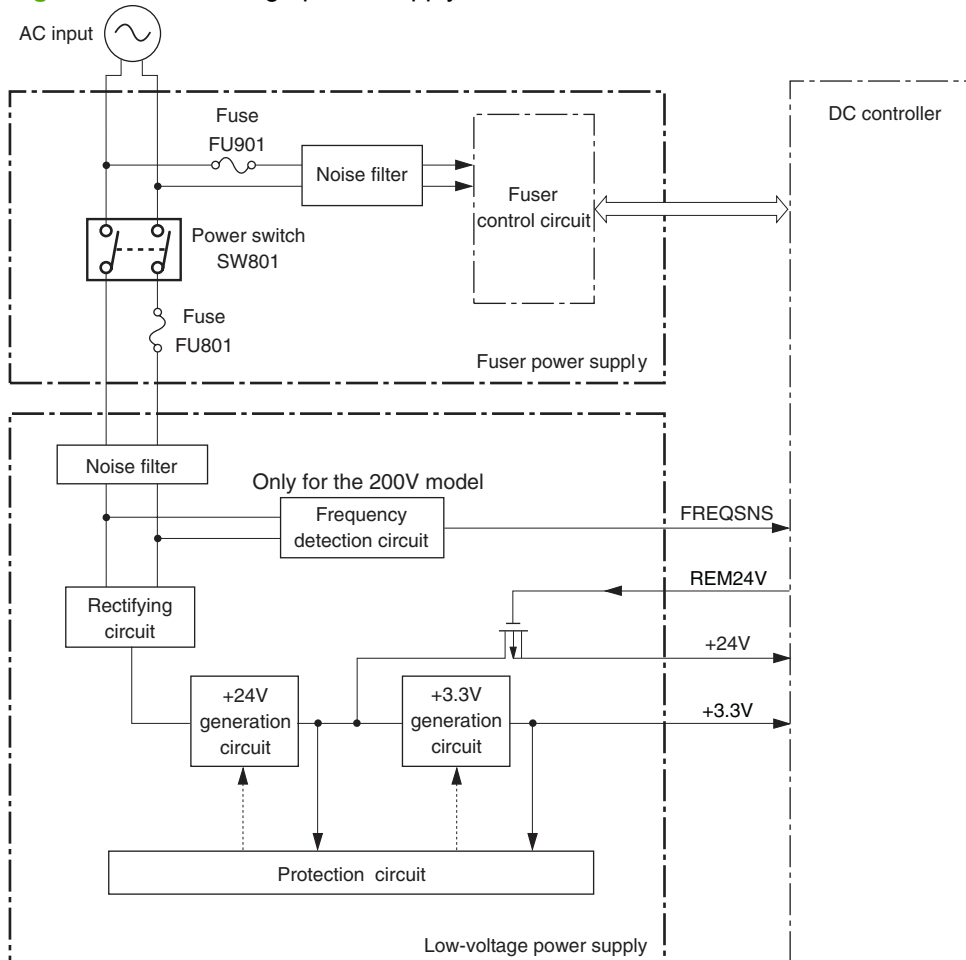 AC input
DC controller
Fuse
FU901
Noise filter
Fuser
control circuit
Power switch
SW801
Fuse
FU801
Fuser power supply
Noise filter
Only for the 200V model
Frequency
detection circuit
FREQSNS
REM24V
Rectifying
circuit
+24V
+24V
generation
circuit
+3.3V
generation
circuit
+3.3V
Protection circuit
Low-voltage power supply